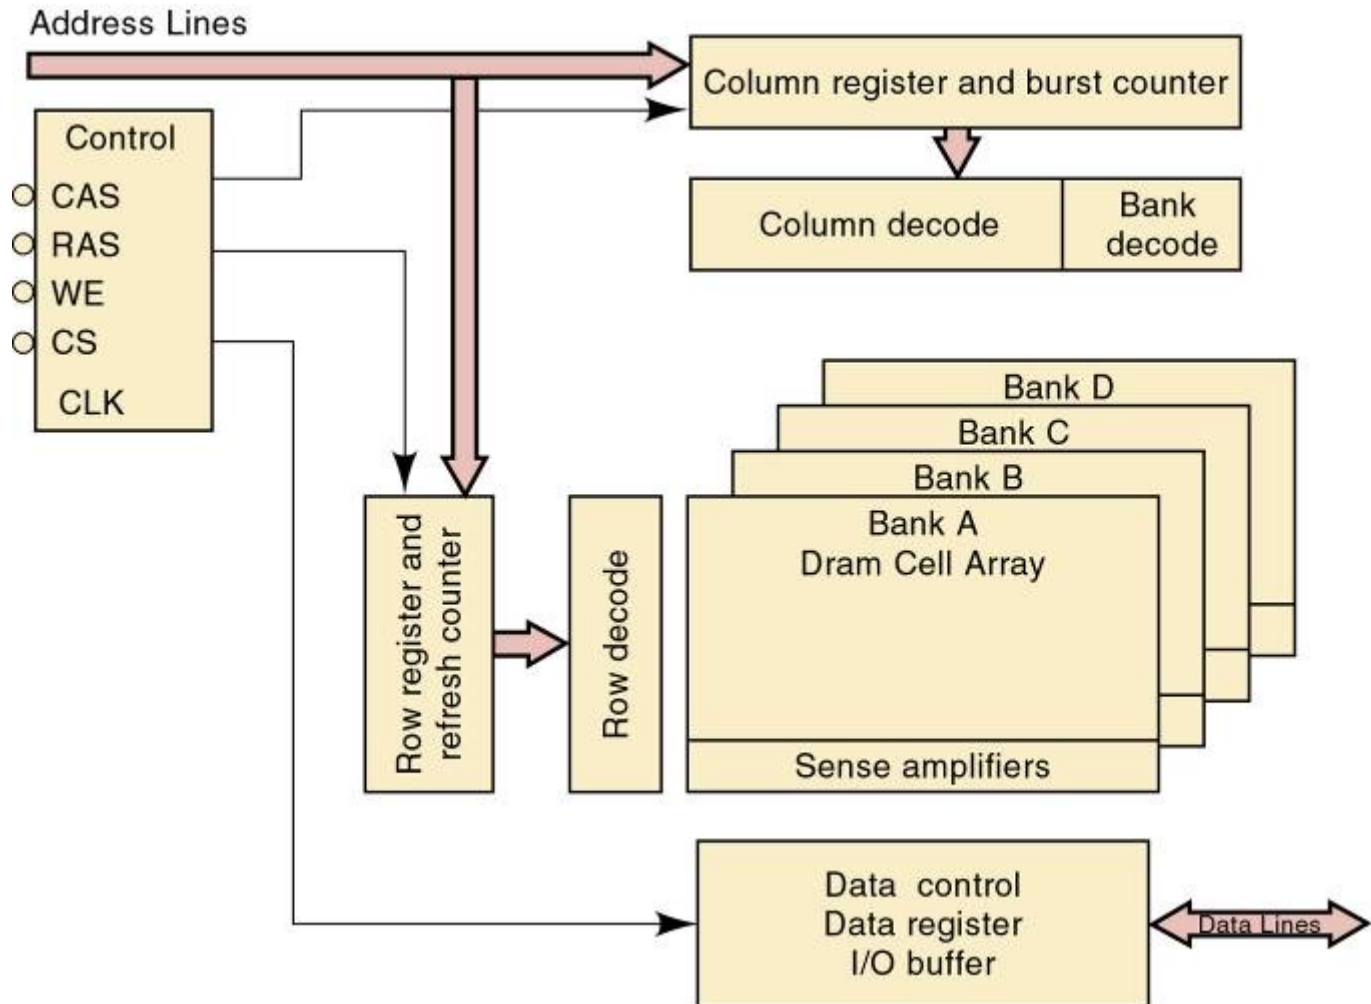 Address Lines
Column register and burst counter
Control
CAS
RAS
WE
CS
CLK
Column decode
Bank
decode
Bank D
Bank C
Bank B
Bank A
Dram Cell Array
Row register and
refresh counter
Row decode
Sense amplifiers
Data control
Data register
I/O buffer
Data Lines